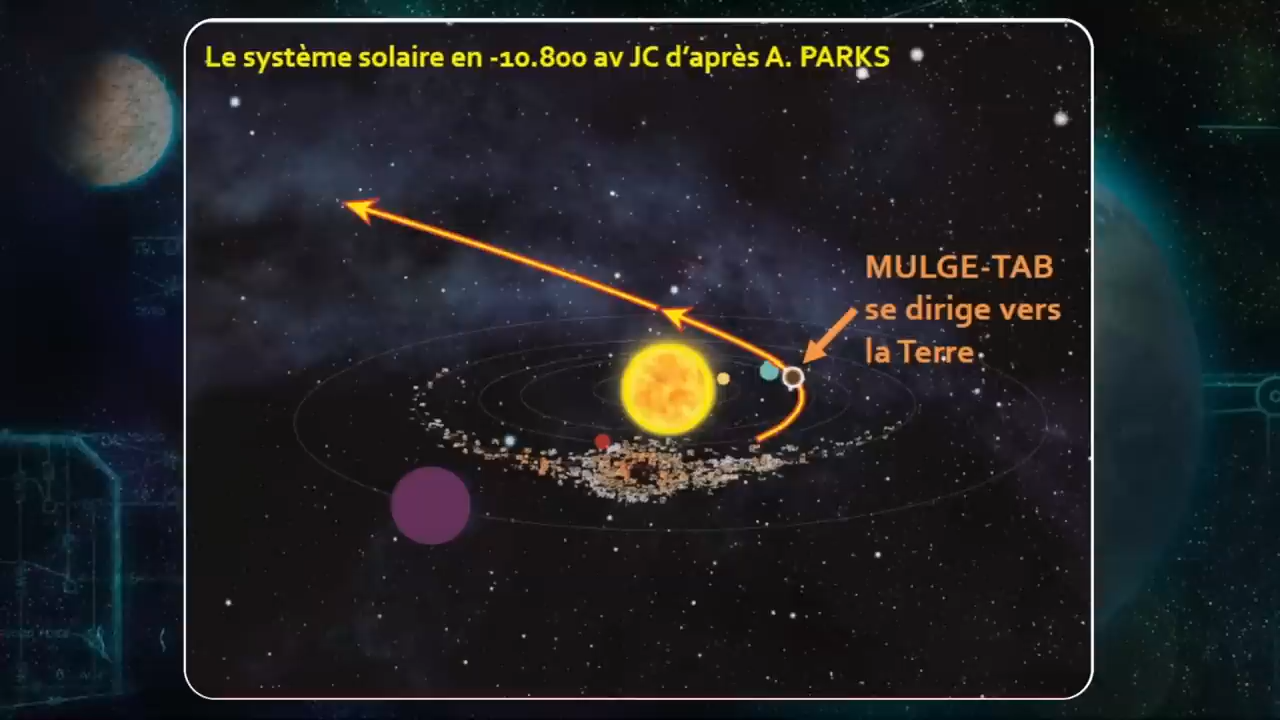 Le système solaire en -10.800 av JC d'après A. PARKS
MULGE-TAB
se dirige vers
la Terre